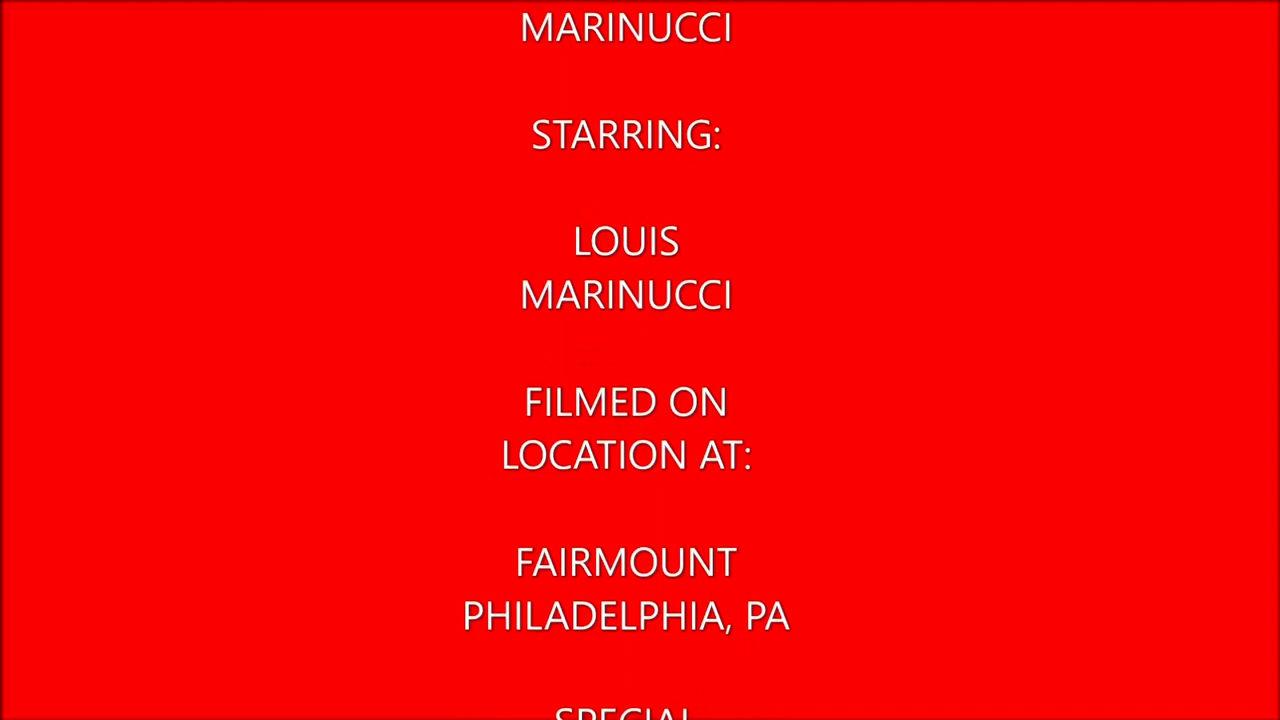 MARINUCCI
STARRING:
LOUIS
MARINUCCI
FILMED ON
LOCATION AT:
FAIRMOUNT
PHILADELPHIA, PA
SPECIAL